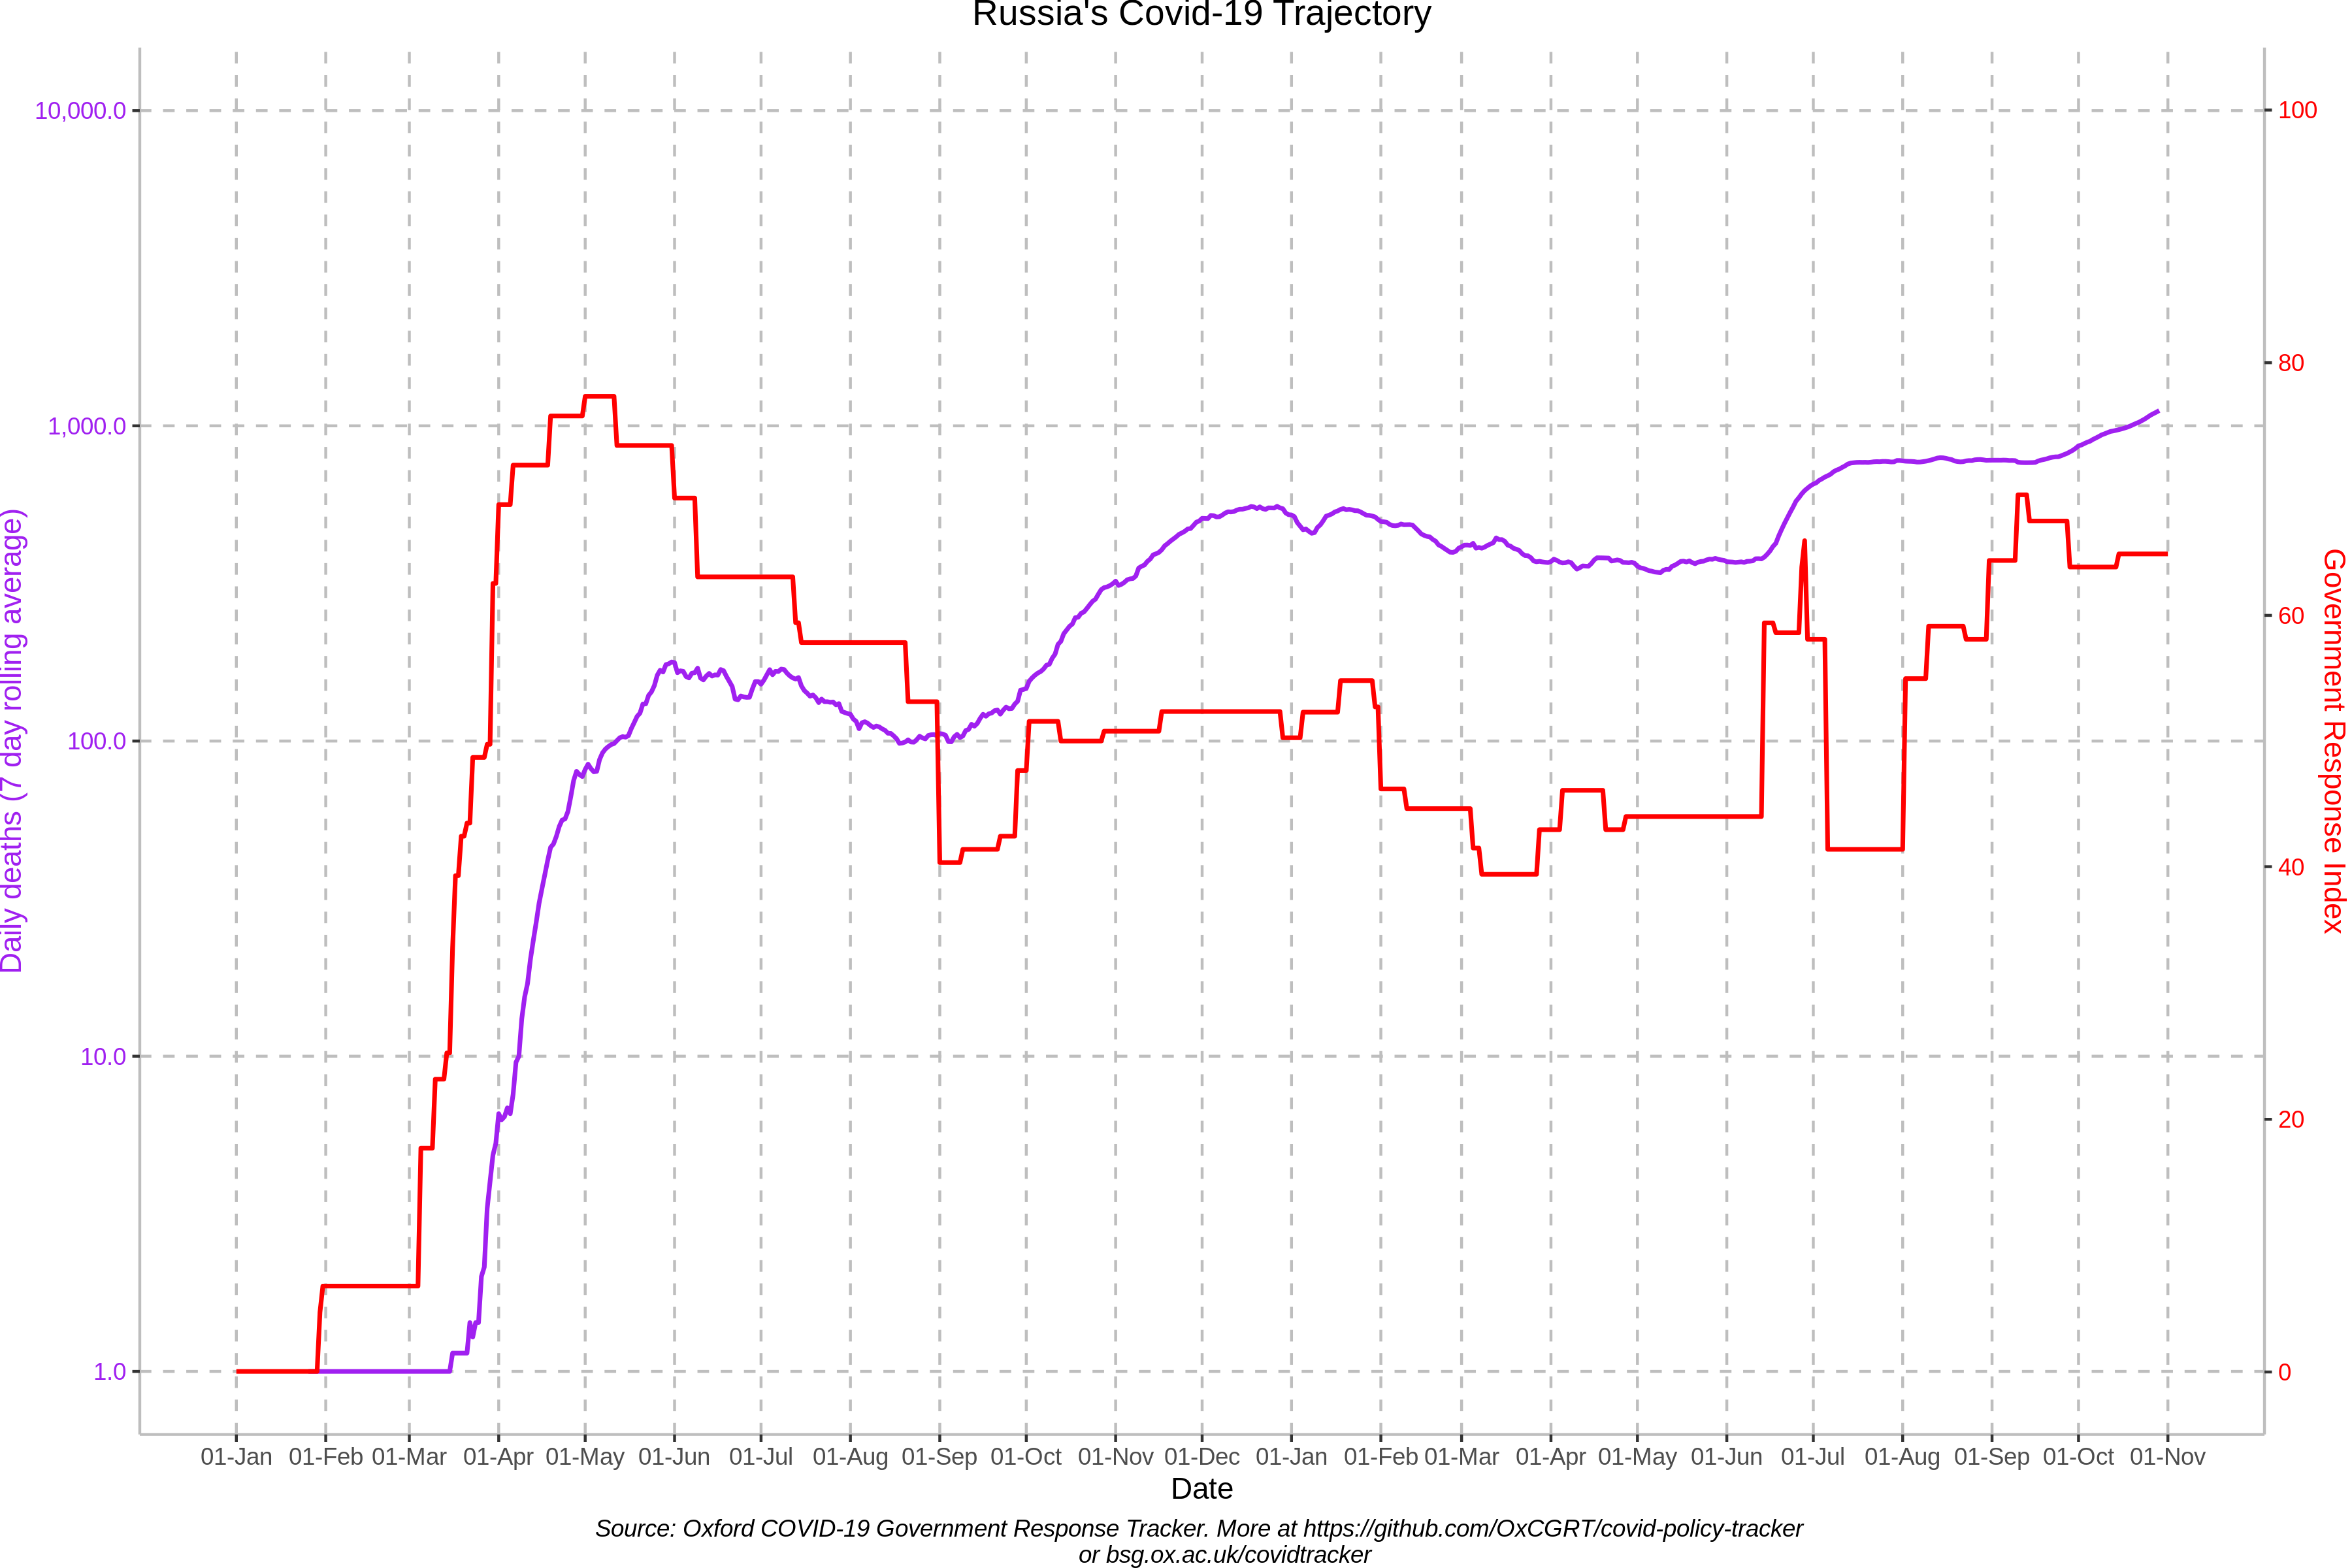 Russia's Covid-19 Trajectory
10,000.0
1,000.0
100.0
10.0
1.0
Daily deaths (7 day rolling average)
100
80
60
40
20
0
Government Response Index
01-Jan 01-Feb 01-Mar 01-Apr 01-May 01-Jun 01-Jul 01-Aug 01-Sep 01-Oct 01-Nov 01-Dec 01-Jan 01-Feb 01-Mar 01-Apr 01-May 01-Jun 01-Jul 01-Aug 01-Sep 01-Oct 01-Nov
Date
Source: Oxford COVID-19 Government Response Tracker. More at https://github.com/OxCGRT/covid-policy-tracker
or bsg.ox.ac.uk/covidtracker